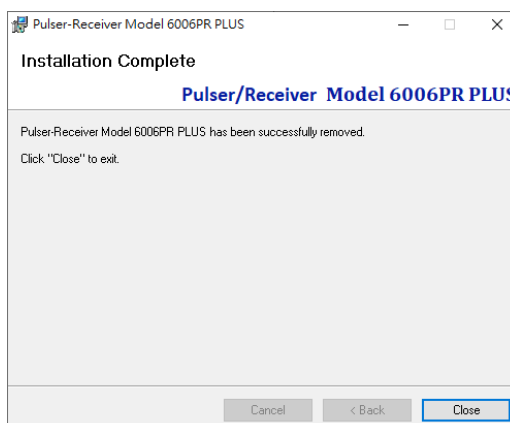 Pulser-Receiver Model 6006PR PLUS
Installation Complete
Pulser/Receiver Model 6006PR PLUS
Pulser-Receiver Model 6006PR PLUS has been successfully removed.
Click "Close" to exit.
Cancel
< Back
Close